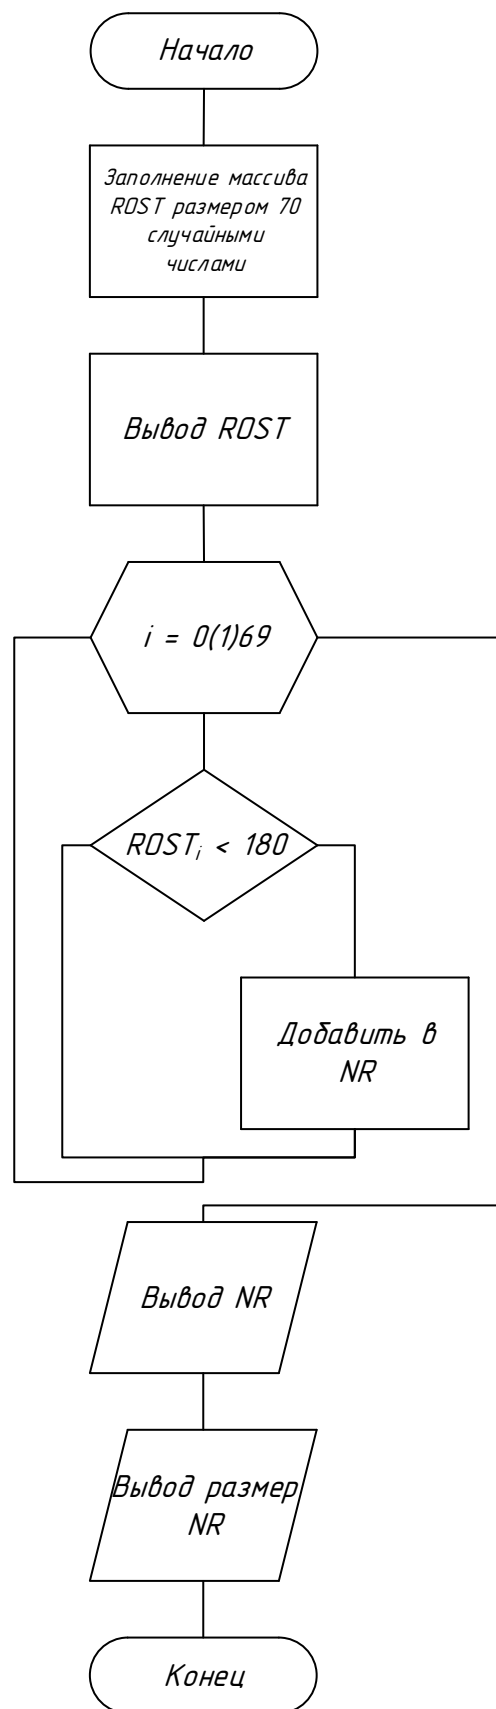 Начало
Заполнение массива
ROST размером 70
случайными
числами
Вывод ROST
i = 0(1)69
ROSTᵢ < 180
Добавить в
NR
Вывод NR
Вывод размер
NR
Конец